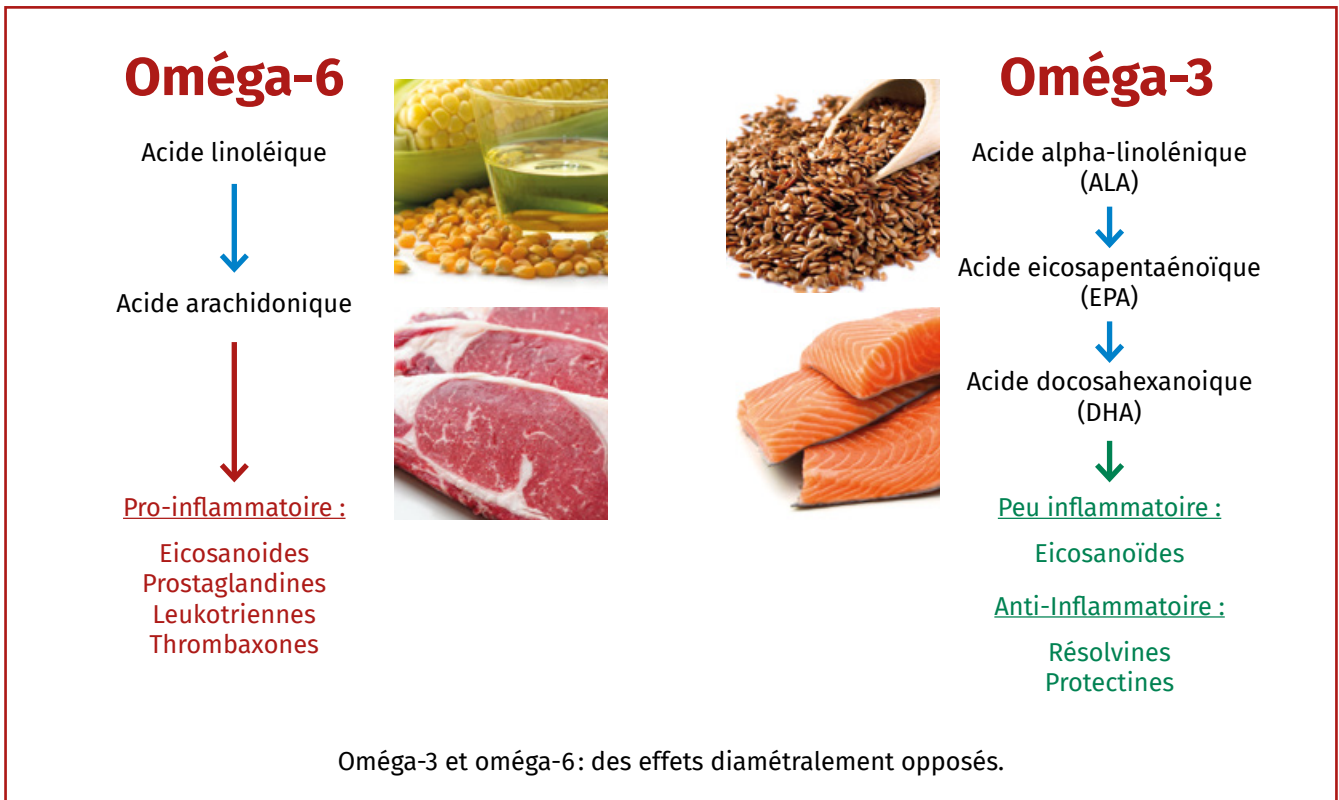 Oméga-6
Acide linoléique
Acide arachidonique
Pro-inflammatoire :
Eicosanoides
Prostaglandines
Leukotriennes
Thrombaxones
Oméga-3
Acide alpha-linolénique
(ALA)
Acide eicosapentaénoïque
(EPA)
Acide docosahexanoique
(DHA)
Peu inflammatoire :
Eicosanoïdes
Anti-Inflammatoire :
Résolvines
Protectines
Oméga-3 et oméga-6 : des effets diamétralement opposés.